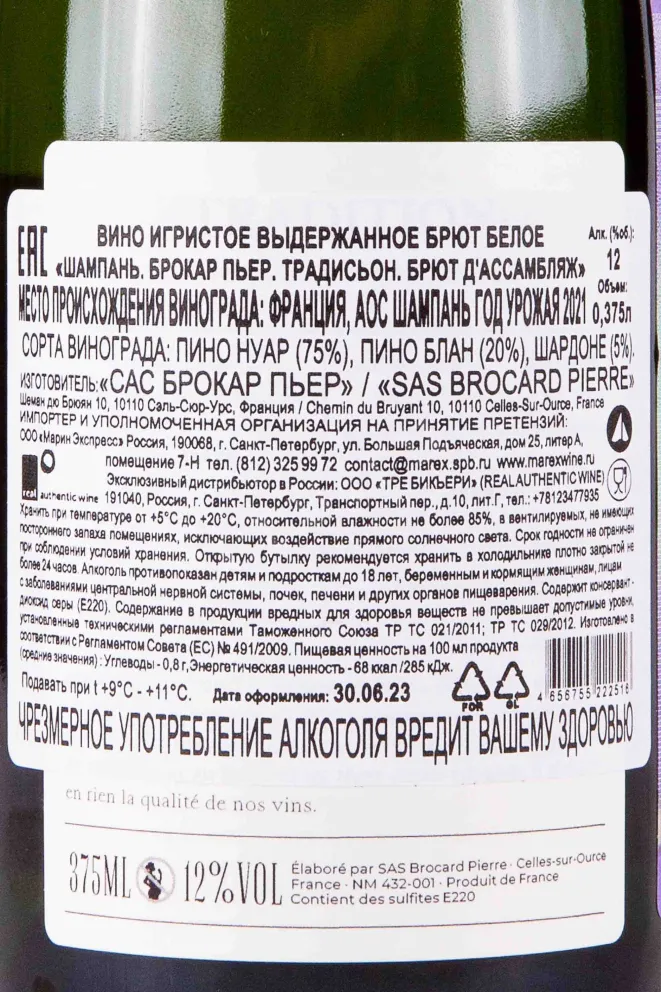 ЕАС
ВИНО ИГРИСТОЕ ВЫДЕРЖАННОЕ БРЮТ БЕЛОЕ
Алк. (%об.):
«ШАМПАНЬ. БРОКАР ПЬЕР. ТРАДИСЬОН. БРЮТ Д'АССАМБЛЯЖ»
12
Объем:
МЕСТО ПРОИСХОЖДЕНИЯ ВИНОГРАДА: ФРАНЦИЯ, АОС ШАМПАНЬ ГОД УРОЖАЯ 2021
0,375л
СОРТА ВИНОГРАДА: ПИНО НУАР (75%), ПИНО БЛАН (20%), ШАРДОНЕ (5%).
ИЗГОТОВИТЕЛЬ: «САС БРОКАР ПЬЕР» / «SAS BROCARD PIERRE»
Шеман дю Брюян 10, 10110 Сэль-Сюр-Урс, Франция / Chemin du Bruyant 10, 10110 Celles-Sur-Ource, France
ИМПОРТЕР И УПОЛНОМОЧЕННАЯ ОРГАНИЗАЦИЯ НА ПРИНЯТИЕ ПРЕТЕНЗИЙ:
ООО «Марин Экспресс» Россия, 190068, г. Санкт-Петербург, ул. Большая Подъяческая, дом 25, литер А,
помещение 7-Н тел. (812) 325 99 72 contact@marex.spb.ru www.marexwine.ru
Эксклюзивный дистрибьютор в России: ООО «ТРЕ БИКЬЕРИ» (REALAUTHENTICWINE)
real authentic wine 191040, Россия, г. Санкт-Петербург, Транспортный пер., д.10, лит.Г, тел.: +78123477935
Хранить при температуре от +5°С до +20°С, относительной влажности не более 85%, в вентилируемых, не имеющих
постороннего запаха помещениях, исключающих воздействие прямого солнечного света. Срок годности не ограничен
при соблюдении условий хранения. Открытую бутылку рекомендуется хранить в холодильнике плотно закрытой не
более 24 часов. Алкоголь противопоказан детям и подросткам до 18 лет, беременным и кормящим женщинам, лицам
с заболеваниями центральной нервной системы, почек, печени и других органов пищеварения. Содержит консервант -
диоксид серы (Е220). Содержание в продукции вредных для здоровья веществ не превышает допустимые уровни,
установленные техническими регламентами Таможенного Союза ТР ТС 021/2011; ТР ТС 029/2012. Изготовлено в
соответствии с Регламентом Совета (ЕС) № 491/2009. Пищевая ценность на 100 мл продукта
(средние значения) : Углеводы - 0,8 г, Энергетическая ценность - 68 ккал /285 кДж.
Подавать при t +9°С - +11°С. Дата оформления: 30.06.23
FOR GL
4 656755 222516
ЧРЕЗМЕРНОЕ УПОТРЕБЛЕНИЕ АЛКОГОЛЯ ВРЕДИТ ВАШЕМУ ЗДОРОВЬЮ
en rien la qualité de nos vins.
375ML 12%VOL
Élaboré par SAS Brocard Pierre · Celles-sur-Ource
France · NM 432-001 · Produit de France
Contient des sulfites E220